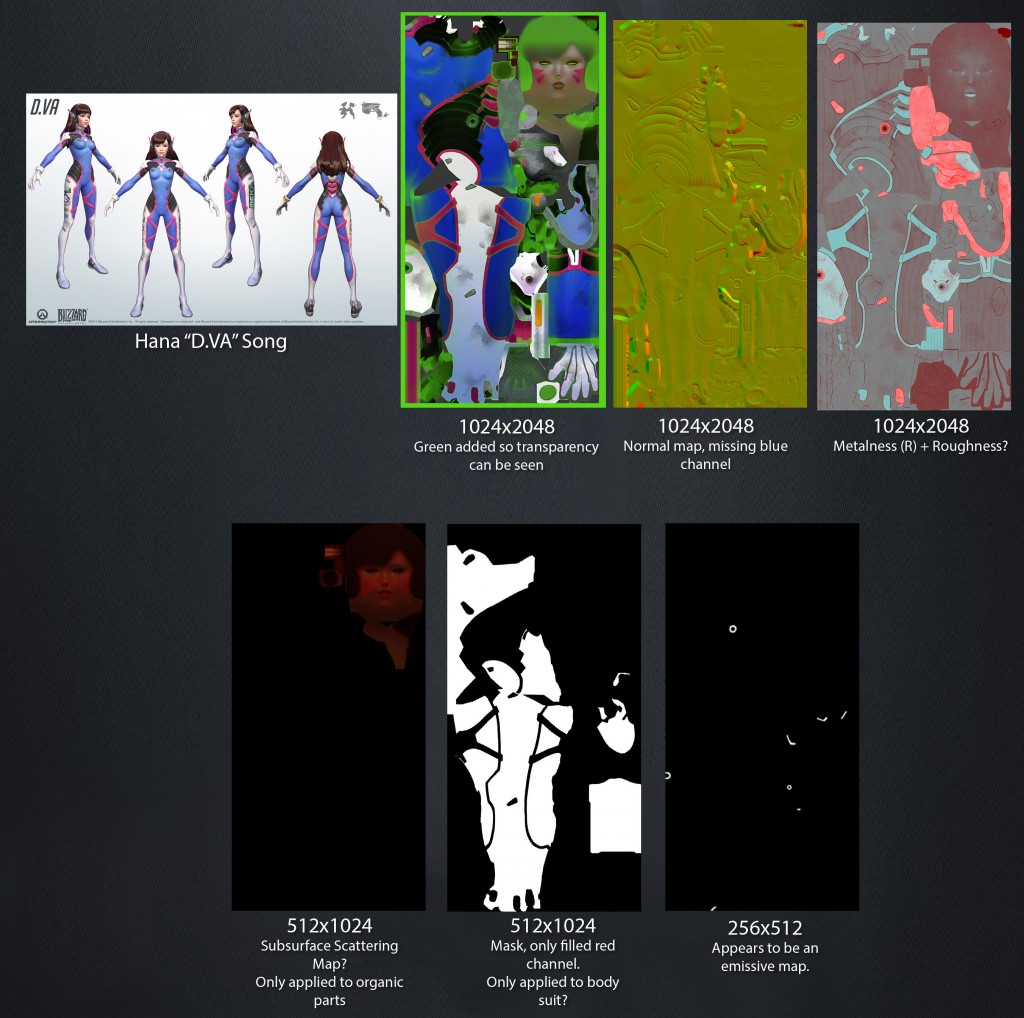 D.VA
BLIZZARD
Hana “D.VA” Song
1024x2048
Green added so transparency
can be seen
1024x2048
Normal map, missing blue
channel
1024x2048
Metalness (R) + Roughness?
512x1024
Subsurface Scattering
Map?
Only applied to organic
parts
512x1024
Mask, only filled red
channel.
Only applied to body
suit?
256x512
Appears to be an
emissive map.